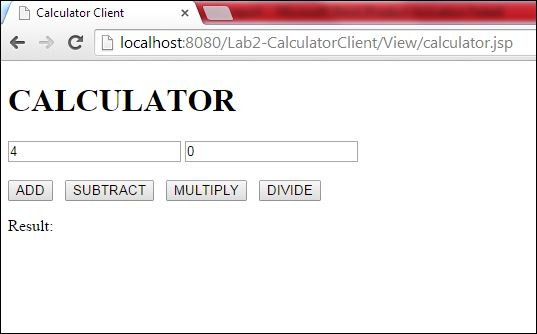 Calculator Client
localhost:8080/Lab2-CalculatorClient/View/calculator.jsp
CALCULATOR
4 0
ADD SUBTRACT MULTIPLY DIVIDE
Result: